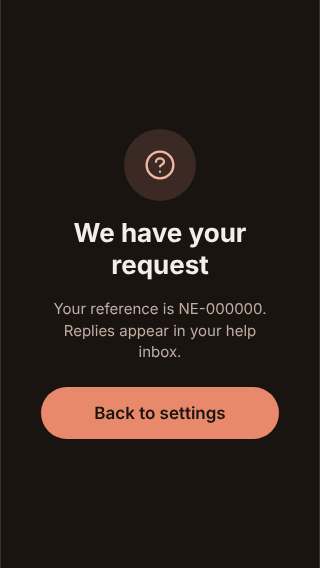 We have your
request
Your reference is NE-000000.
Replies appear in your help
inbox.
Back to settings